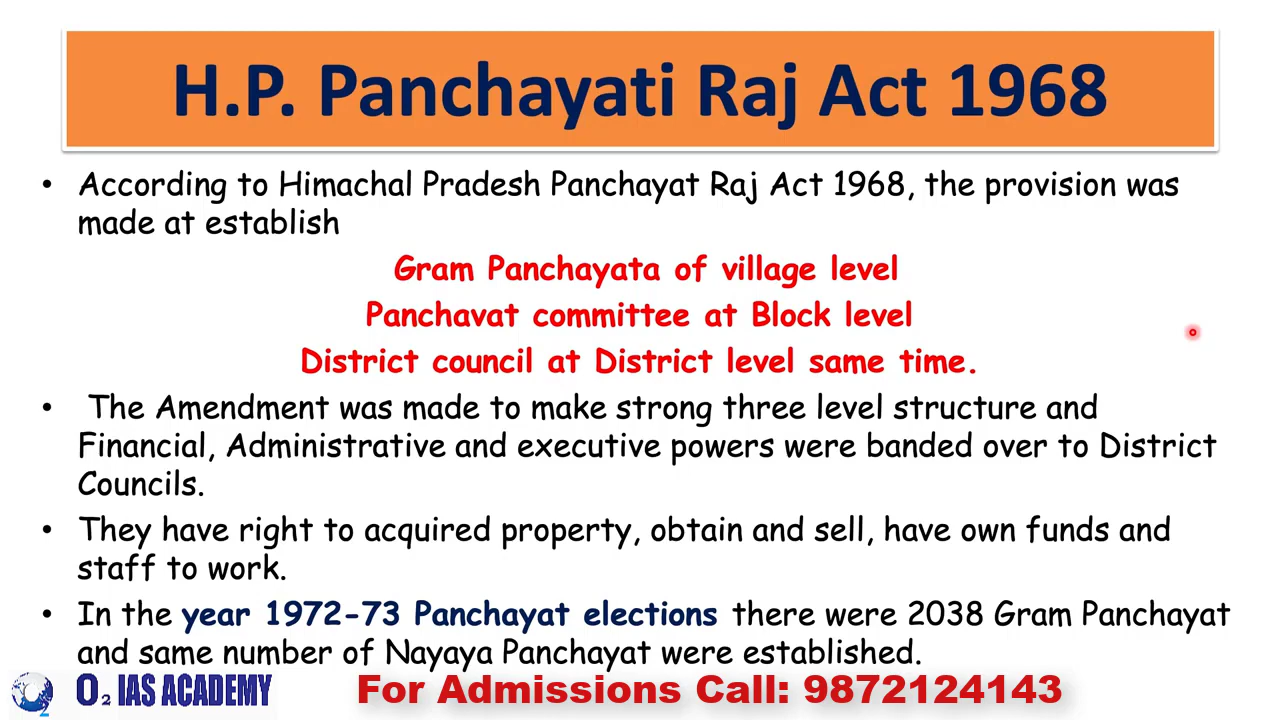 H.P. Panchayati Raj Act 1968
• According to Himachal Pradesh Panchayat Raj Act 1968, the provision was
made at establish
Gram Panchayata of village level
Panchavat committee at Block level
District council at District level same time.
• The Amendment was made to make strong three level structure and
Financial, Administrative and executive powers were banded over to District
Councils.
• They have right to acquired property, obtain and sell, have own funds and
staff to work.
• In the year 1972-73 Panchayat elections there were 2038 Gram Panchayat
and same number of Nayaya Panchayat were established.
O2 IAS ACADEMY
For Admissions Call: 9872124143